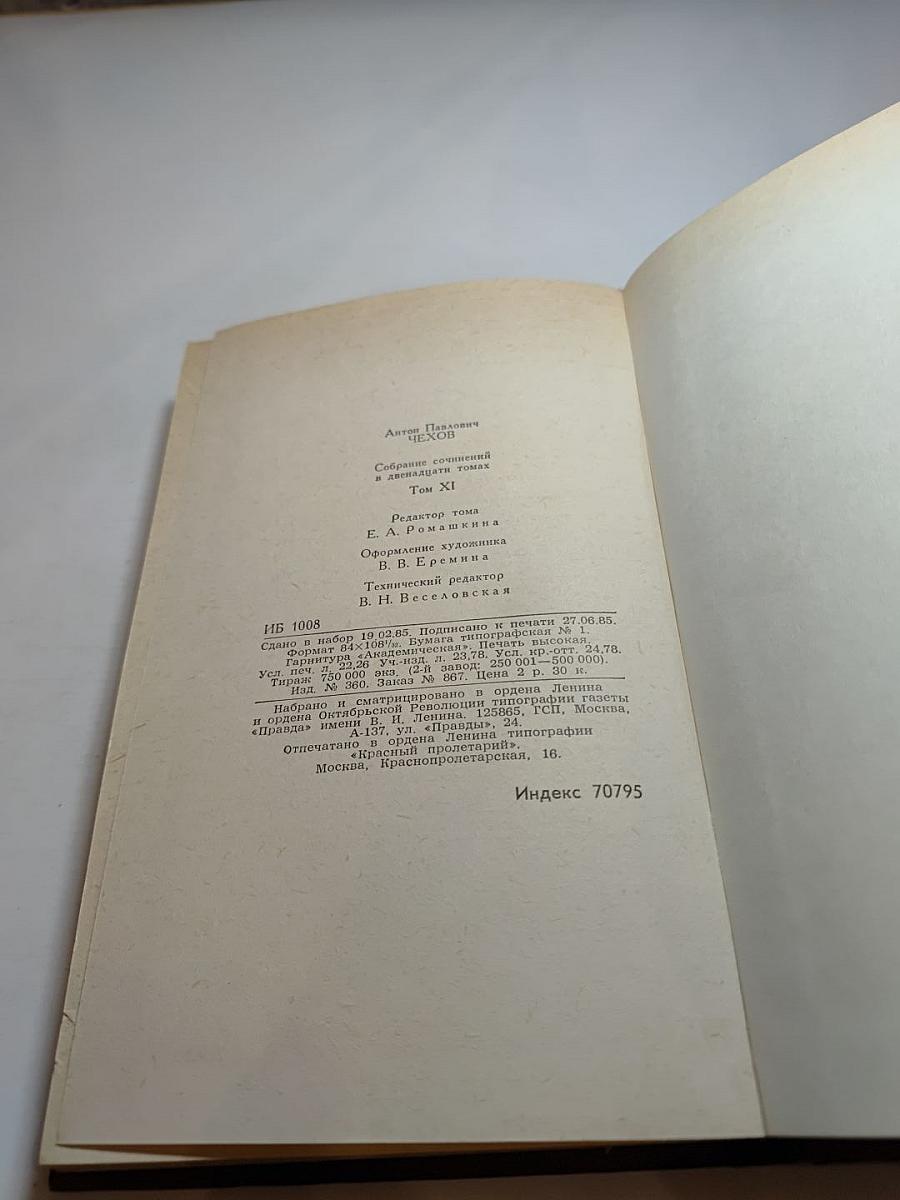 Антон Павлович
ЧЕХОВ
Собрание сочинений
в двенадцати томах
Том XI
Редактор тома
Е. А. Ромашкина
Оформление художника
В. В. Еремина
Технический редактор
В. Н. Веселовская
ИБ 1008
Сдано в набор 19 02.85. Подписано к печати 27.06.85.
Формат 84×108¹/₃₂. Бумага типографская № 1.
Гарнитура «Академическая». Печать высокая.
Усл. печ. л. 22,26 Уч.-изд. л. 23,78. Усл. кр.-отт. 24,78.
Тираж 750 000 экз. (2-й завод: 250 001—500 000).
Изд. № 360. Заказ № 867. Цена 2 р. 30 к.
Набрано и сматрицировано в ордена Ленина
и ордена Октябрьской Революции типографии газеты
«Правда» имени В. И. Ленина. 125865, ГСП, Москва,
А-137, ул. «Правды», 24.
Отпечатано в ордена Ленина типографии
«Красный пролетарий».
Москва, Краснопролетарская, 16.
Индекс 70795